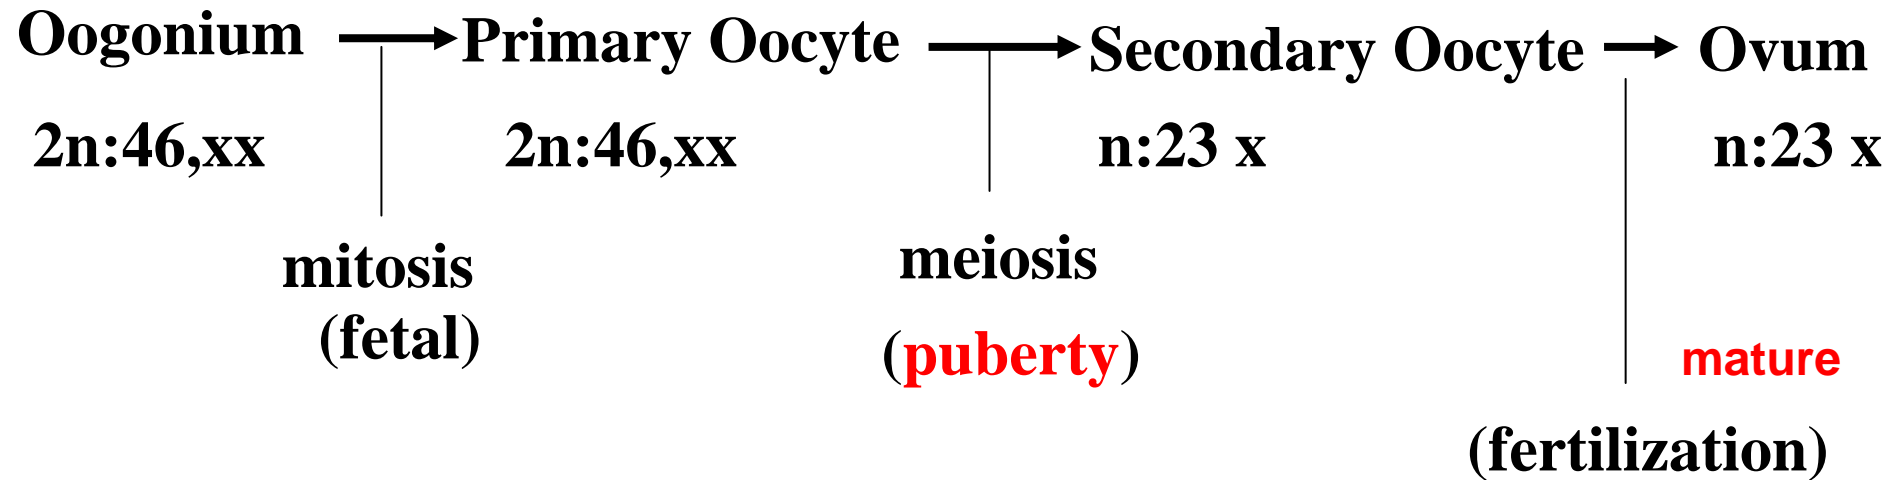 Oogonium Primary Oocyte Secondary Oocyte Ovum
2n:46,xx 2n:46,xx n:23 x n:23 x
mitosis meiosis
(fetal) (puberty) mature
(fertilization)